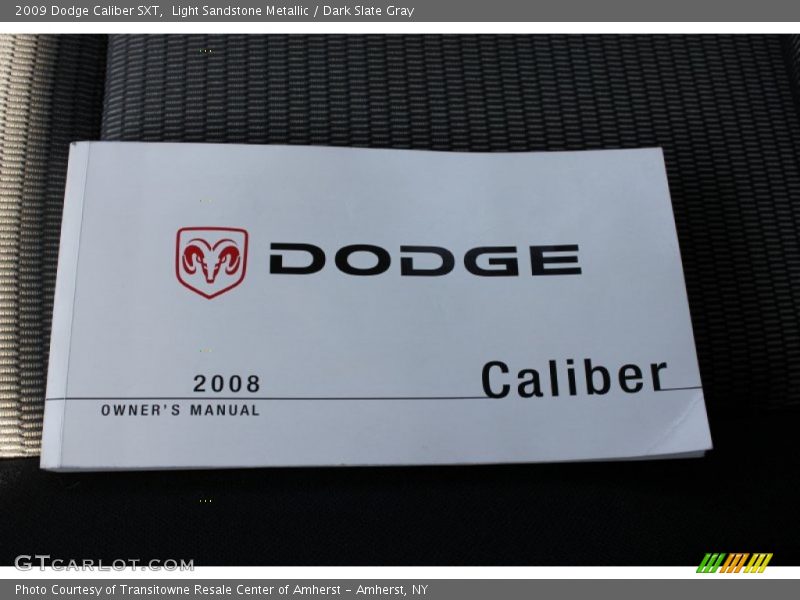 2009 Dodge Caliber SXT,  Light Sandstone Metallic / Dark Slate Gray
DODGE
2008
Caliber
OWNER'S MANUAL
GTCARLOT.COM
Photo Courtesy of Transitowne Resale Center of Amherst - Amherst, NY